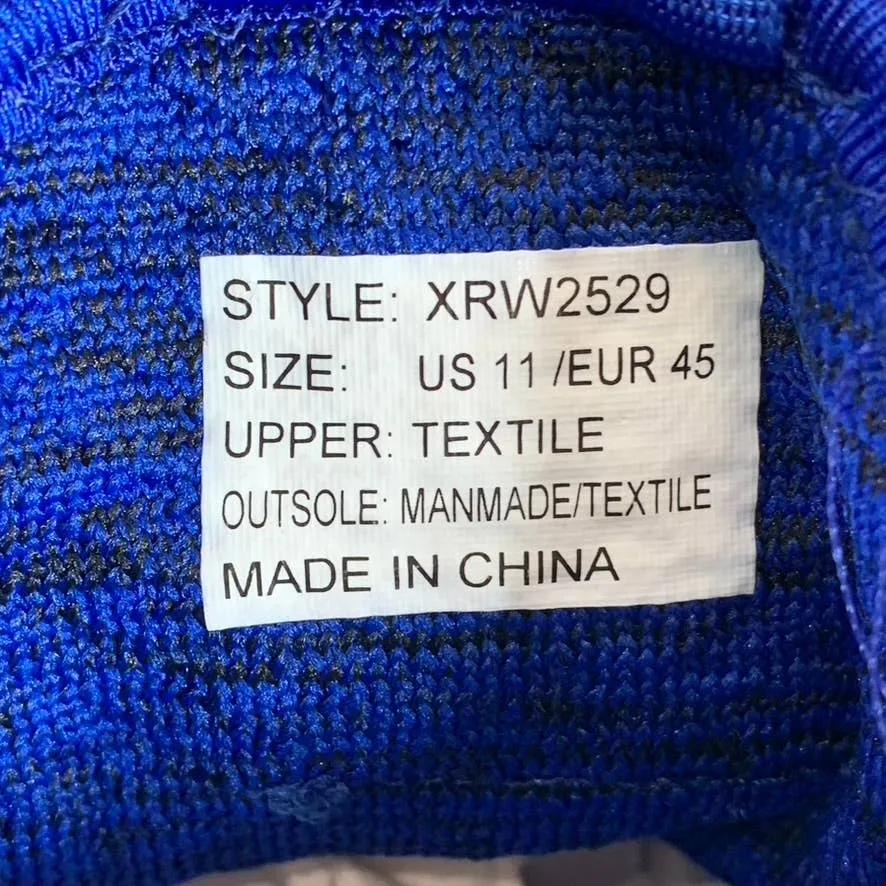 STYLE: XRW2529
SIZE: US 11 /EUR 45
UPPER: TEXTILE
OUTSOLE: MANMADE/TEXTILE
MADE IN CHINA